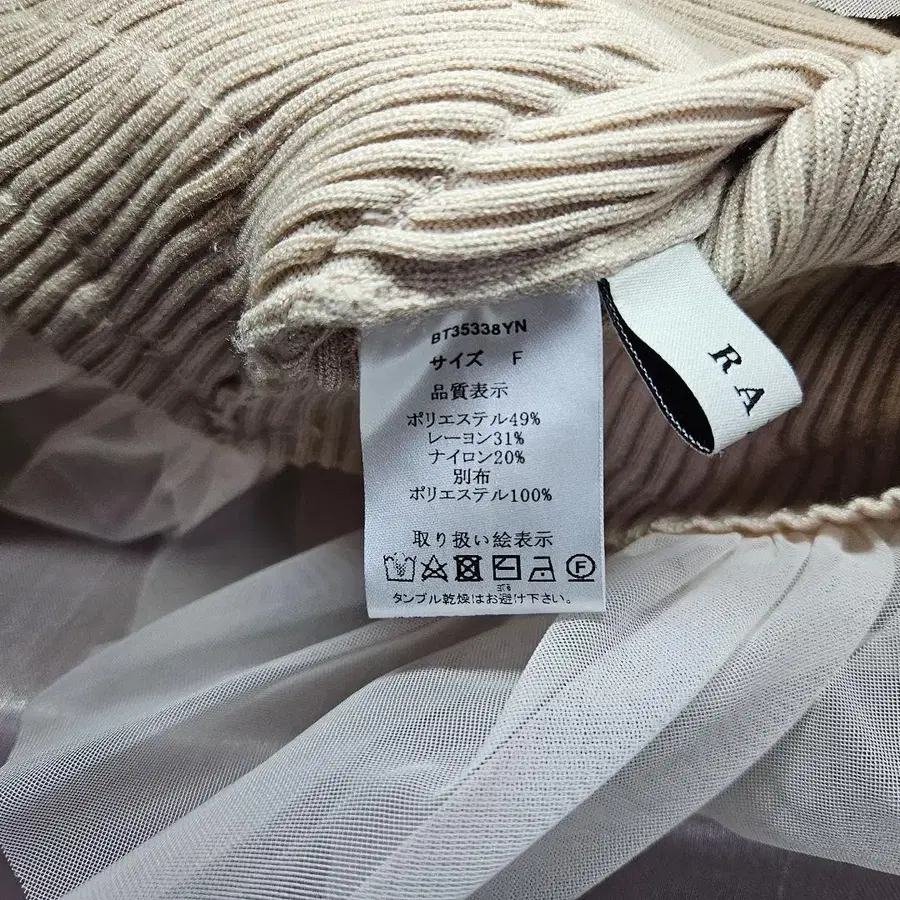 BT35338YN
サイズ F
品質表示
ポリエステル49%
レーヨン31%
ナイロン20%
別布
ポリエステル100%
取り扱い絵表示
F
タンブル乾燥はお避け下さい。
RA